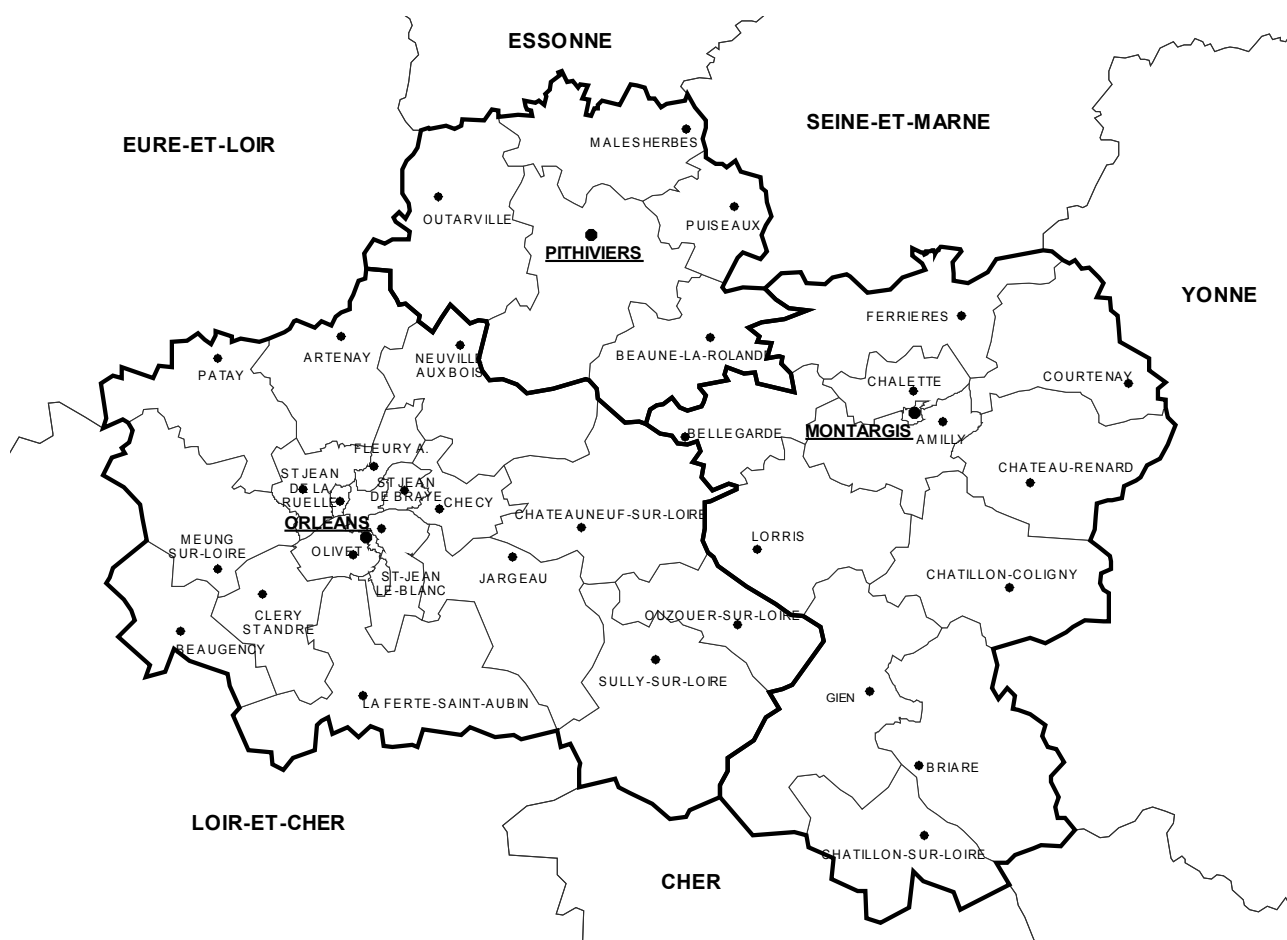 ESSONNE
SEINE-ET-MARNE
EURE-ET-LOIR
MALESHERBES
OUTARVILLE
PUISEAUX
PITHIVIERS
YONNE
FERRIERES
ARTENAY
NEUVILLE
AUX BOIS
BEAUNE-LA-ROLANDE
PATAY
CHALETTE
COURTENAY
BELLEGARDE
MONTARGIS
AMILLY
FLEURY A.
CHATEAU-RENARD
ST JEAN
DE LA
RUELLE
ST JEAN
DE BRAYE
CHECY
CHATEAUNEUF-SUR-LOIRE
ORLEANS
LORRIS
MEUNG
SUR-LOIRE
OLIVET
ST-JEAN
LE-BLANC
JARGEAU
CHATILLON-COLIGNY
CLERY
ST ANDRE
OUZOUER-SUR-LOIRE
BEAUGENCY
SULLY-SUR-LOIRE
LA FERTE-SAINT-AUBIN
GIEN
BRIARE
LOIR-ET-CHER
CHATILLON-SUR-LOIRE
CHER